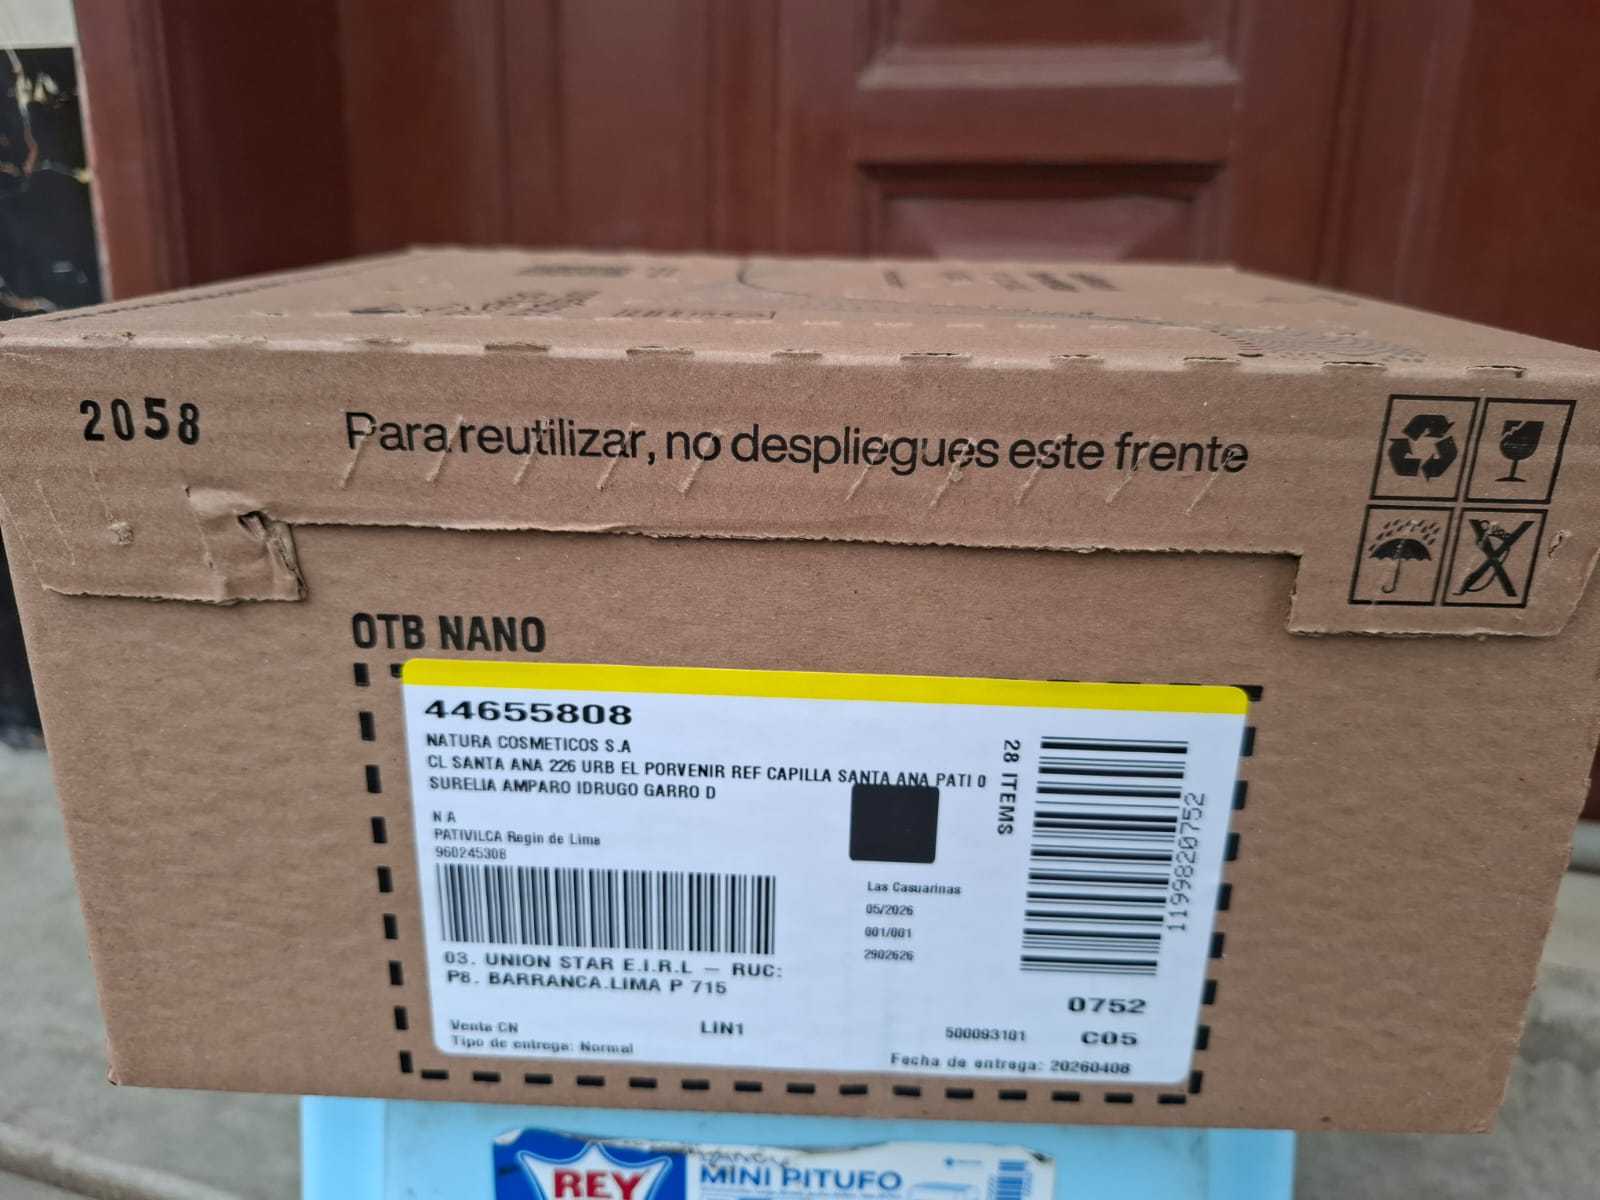 2058
Para reutilizar, no despliegues este frente
OTB NANO
44655808
NATURA COSMETICOS S.A
CL SANTA ANA 226 URB EL PORVENIR REF CAPILLA SANTA ANA PATI 0
SURELIA AMPARO IDRUGO GARRO D
N A
PATIVILCA Regin de Lima
960245308
28 ITEMS
1199820752
Las Casuarinas
05/2026
001/001
2902626
03. UNION STAR E.I.R.L – RUC:
P8. BARRANCA.LIMA P 715
0752
Venta CN
LIN1
500093101
C05
Tipo de entrega: Normal
Fecha de entrega: 20260408
REY
MINI PITUFO